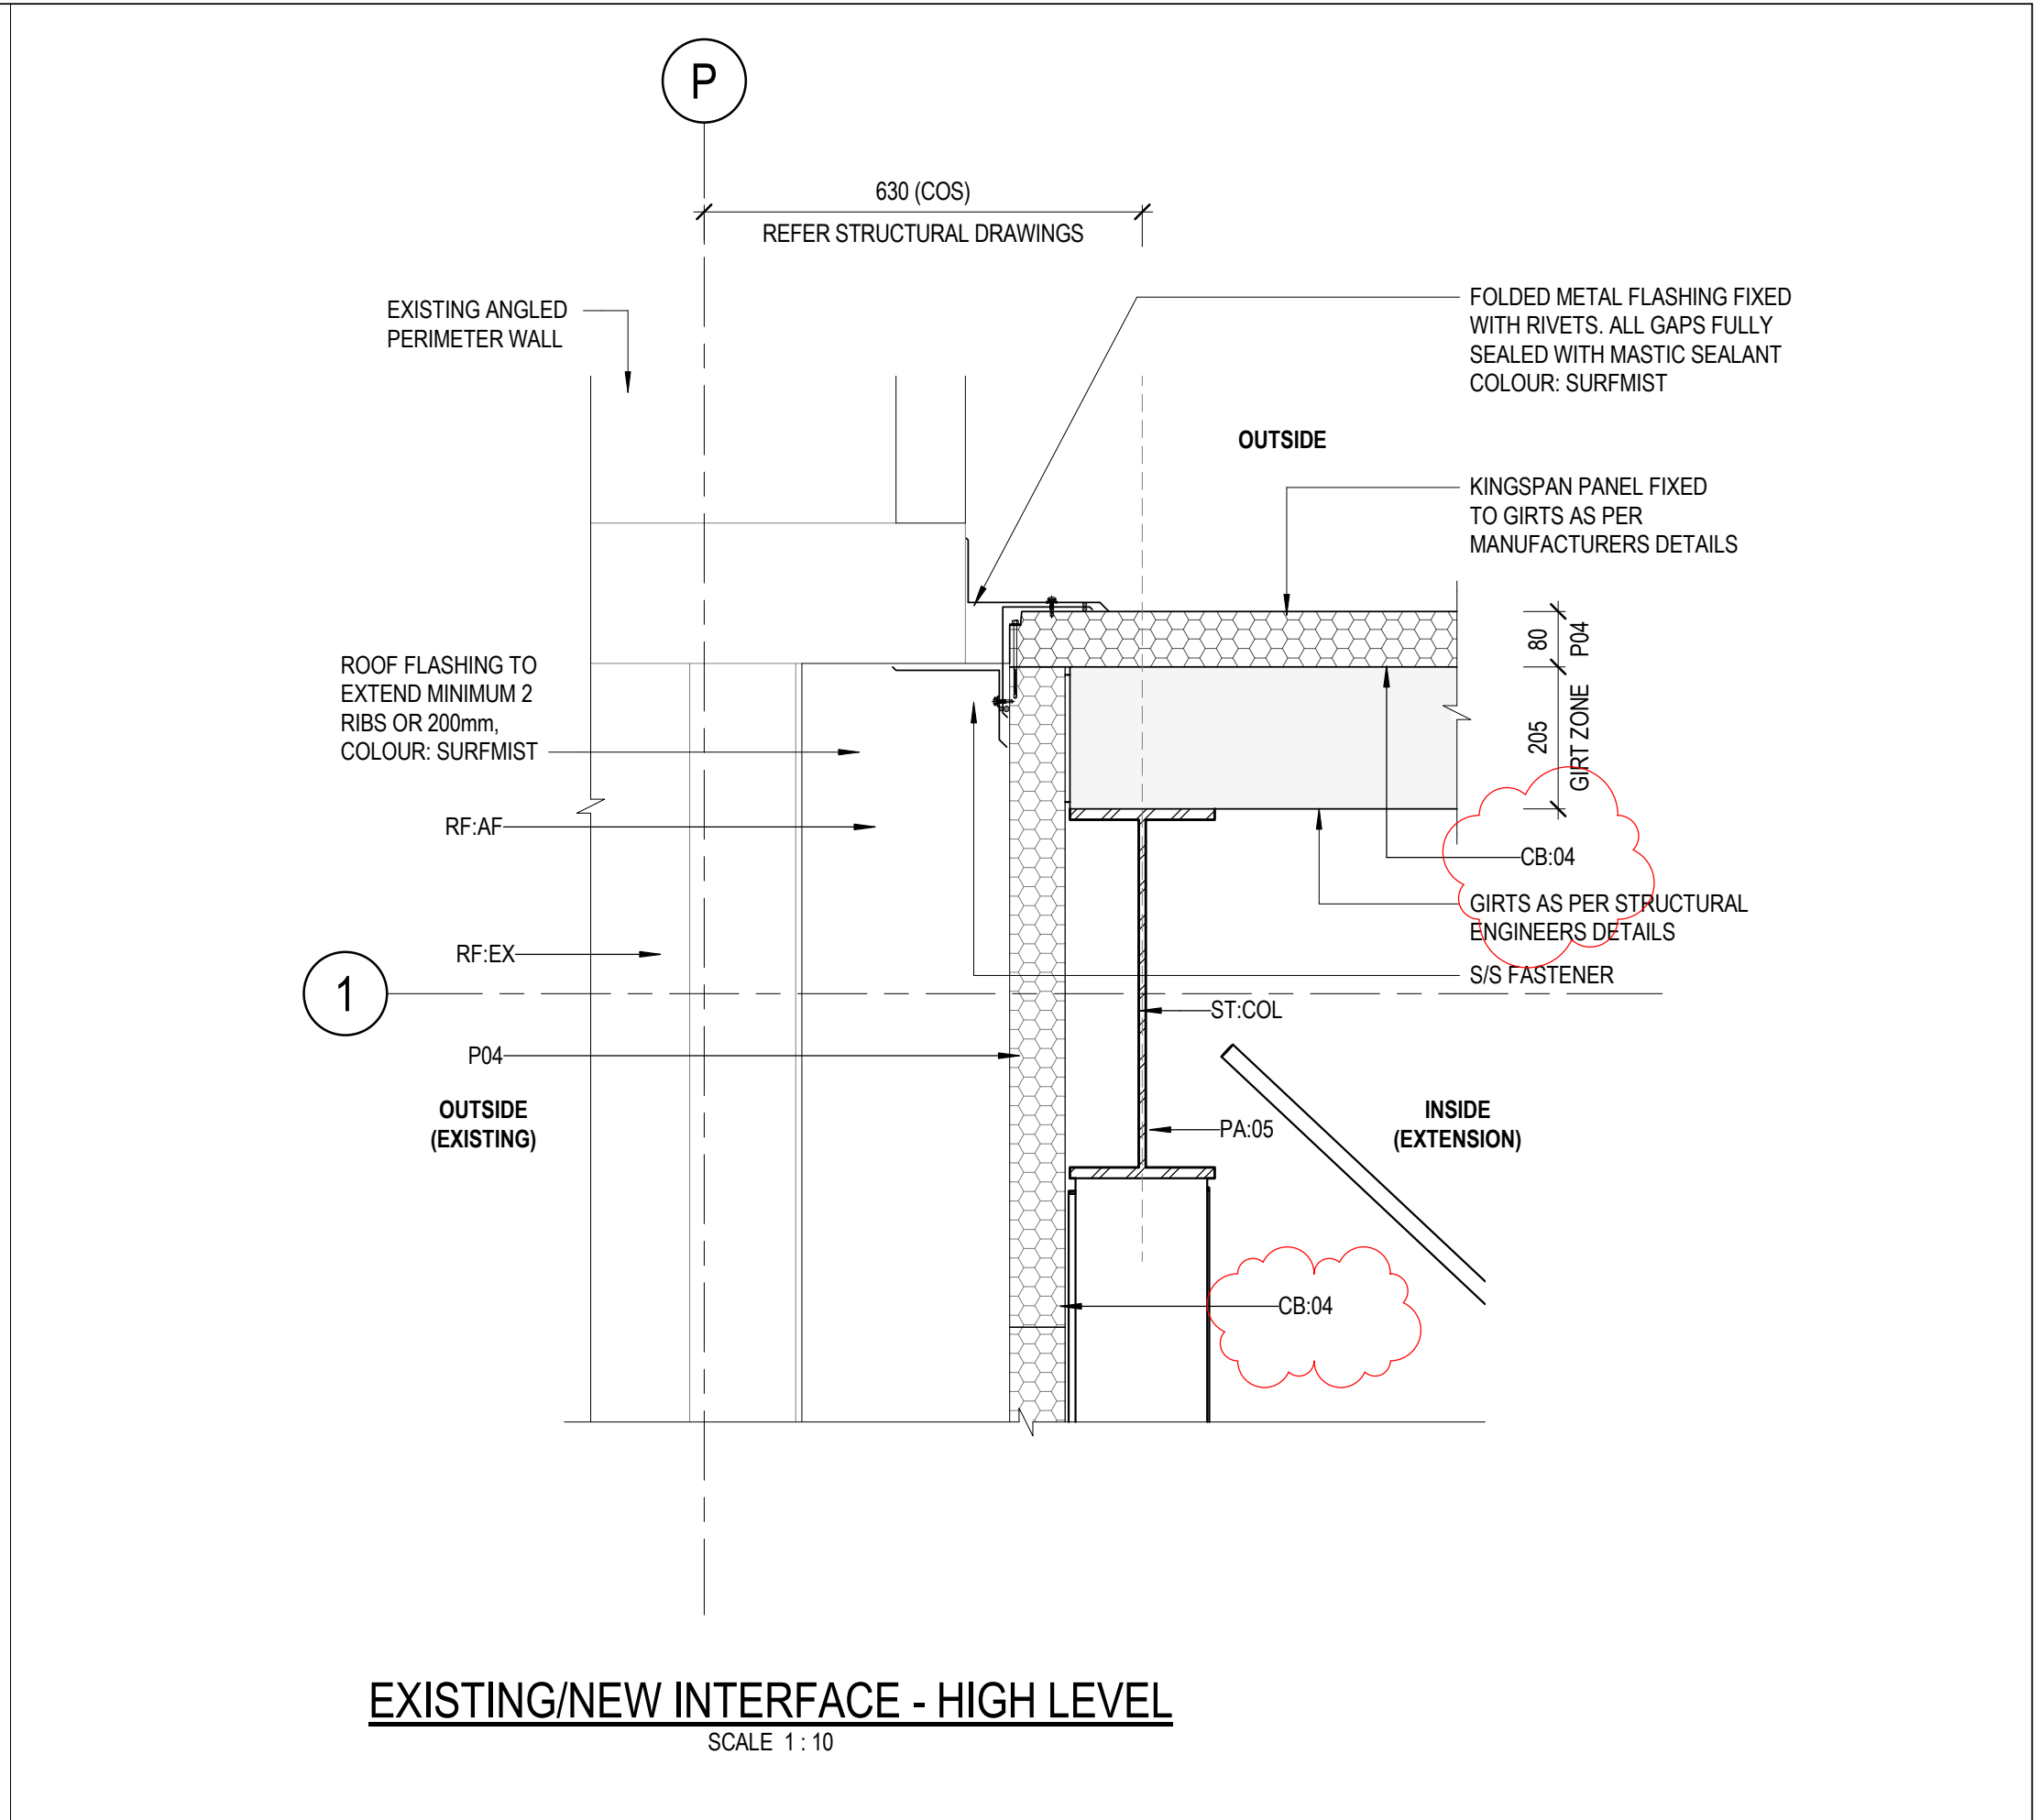 P
630 (COS)
REFER STRUCTURAL DRAWINGS
EXISTING ANGLED
PERIMETER WALL
FOLDED METAL FLASHING FIXED
WITH RIVETS. ALL GAPS FULLY
SEALED WITH MASTIC SEALANT
COLOUR: SURFMIST
OUTSIDE
KINGSPAN PANEL FIXED
TO GIRTS AS PER
MANUFACTURERS DETAILS
80
P04
205
GIRT ZONE
ROOF FLASHING TO
EXTEND MINIMUM 2
RIBS OR 200mm,
COLOUR: SURFMIST
RF:AF
CB:04
GIRTS AS PER STRUCTURAL
ENGINEERS DETAILS
RF:EX
S/S FASTENER
1
ST:COL
P04
OUTSIDE
(EXISTING)
PA:05
INSIDE
(EXTENSION)
CB:04
EXISTING/NEW INTERFACE - HIGH LEVEL
SCALE 1 : 10